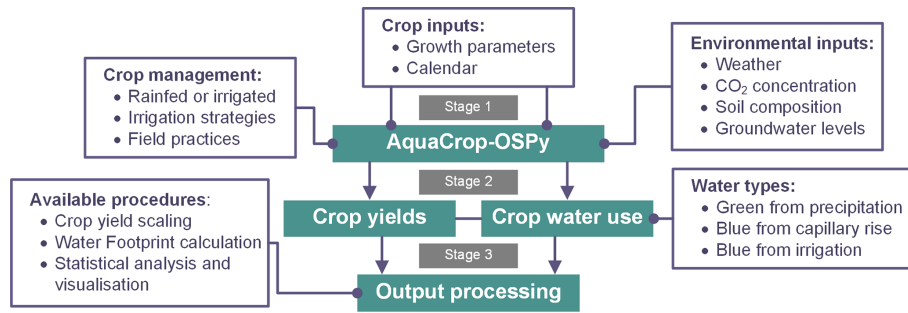 Crop inputs:
• Growth parameters
• Calendar
Crop management:
• Rainfed or irrigated
• Irrigation strategies
• Field practices
Environmental inputs:
• Weather
• CO₂ concentration
• Soil composition
• Groundwater levels
Stage 1
AquaCrop-OSPy
Stage 2
Available procedures:
• Crop yield scaling
• Water Footprint calculation
• Statistical analysis and
visualisation
Crop yields
Crop water use
Water types:
• Green from precipitation
• Blue from capillary rise
• Blue from irrigation
Stage 3
Output processing